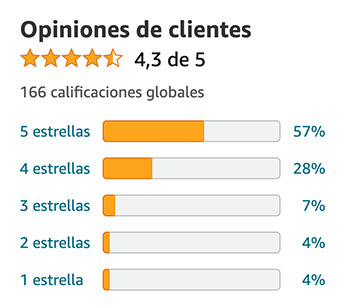 Opiniones de clientes
4,3 de 5
166 calificaciones globales
5 estrellas 57%
4 estrellas 28%
3 estrellas 7%
2 estrellas 4%
1 estrella 4%